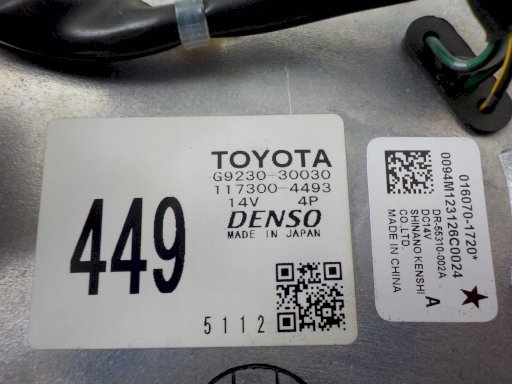 TOYOTA
G9230-30030
117300-4493
14V 4P
DENSO
MADE IN JAPAN
449
5112
016070-1720*
0094M123126C0024
DR-55310-002A
DC14V
SHINANO KENSHI
CO.,LTD.
MADE IN CHINA
A